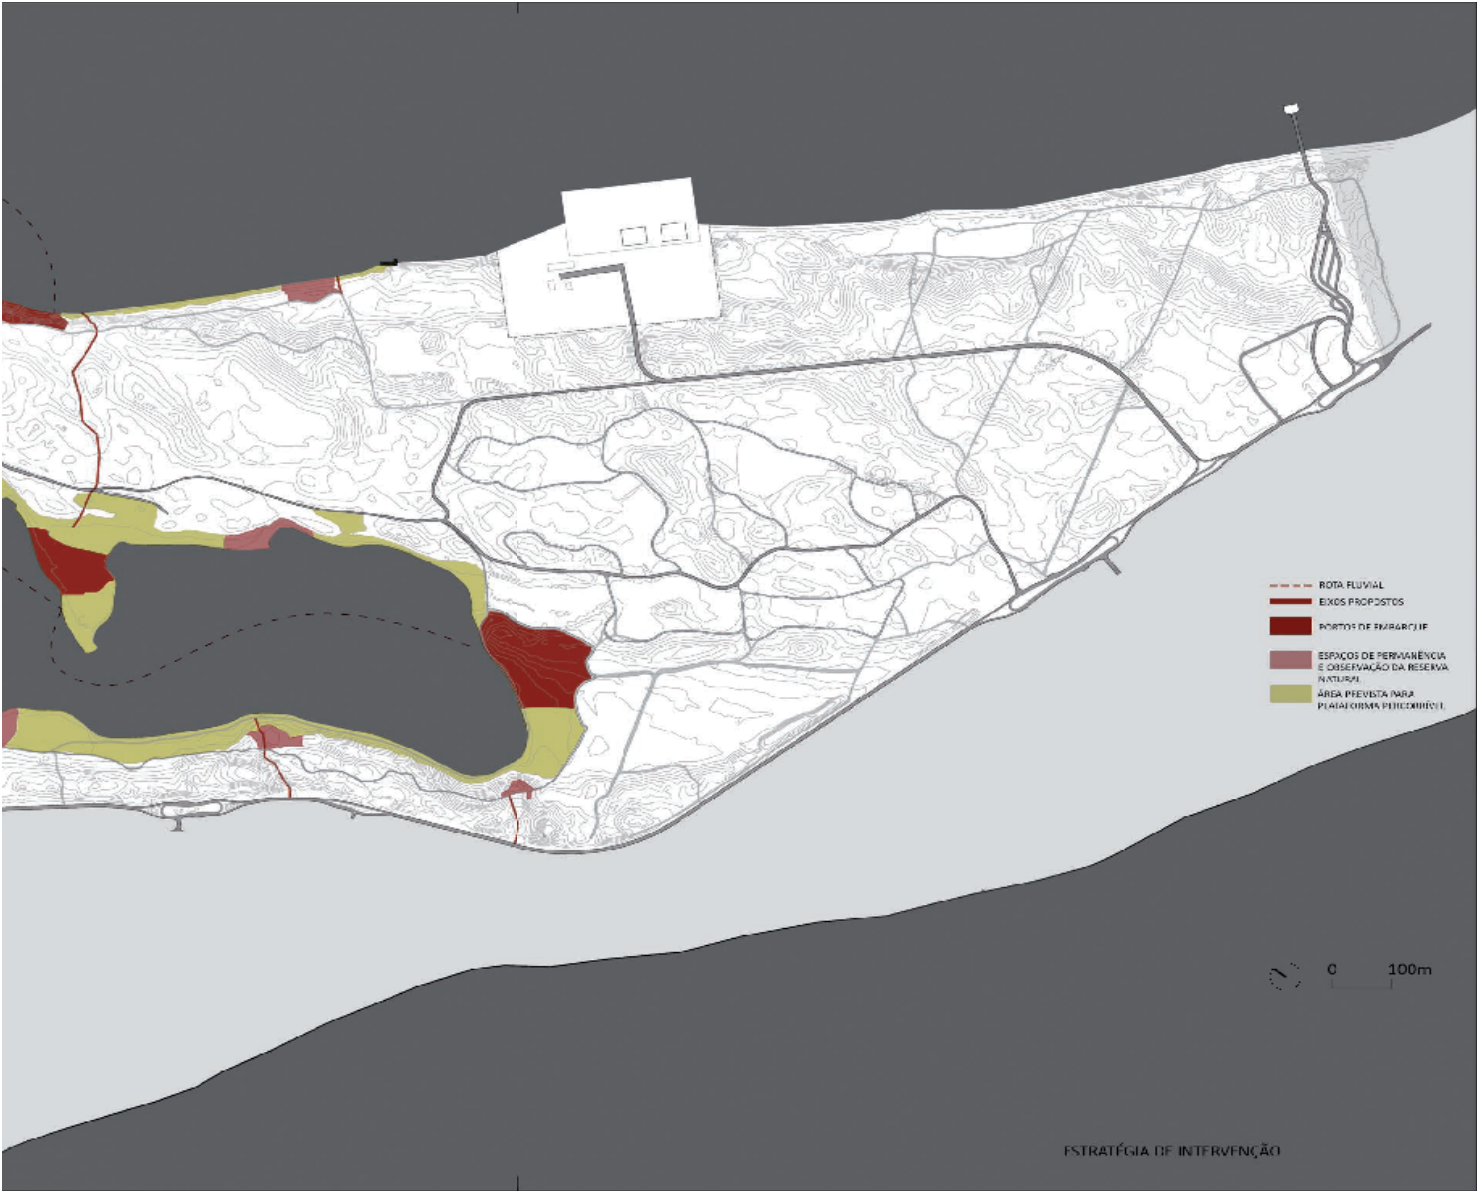 ROTA FLUVIAL
EIXOS PROPOSTOS
PORTOS DE EMBARQUE
ESPAÇOS DE PERMANÊNCIA
E OBSERVAÇÃO DA RESERVA
NATURAL
ÁREA PREVISTA PARA
PLATAFORMA PERCORRÍVEL
0 100m
ESTRATÉGIA DE INTERVENÇÃO